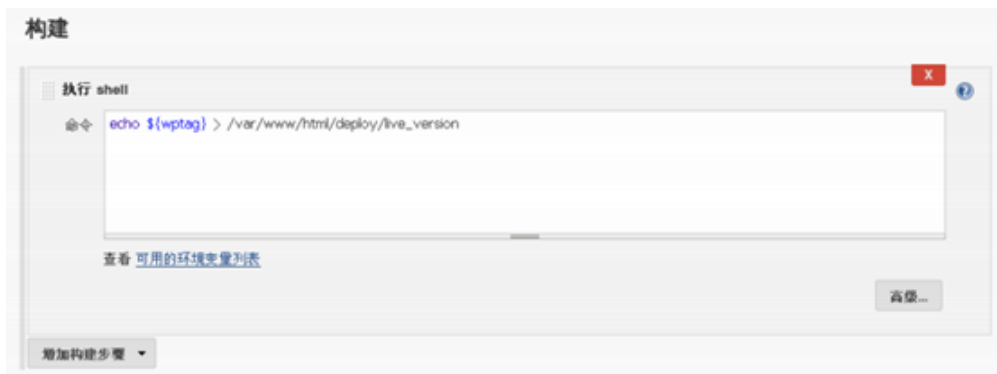 构建
执行 shell
X
命令 echo ${wptag} > /var/www/html/deploy/live_version
查看 可用的环境变量列表
高级...
增加构建步骤